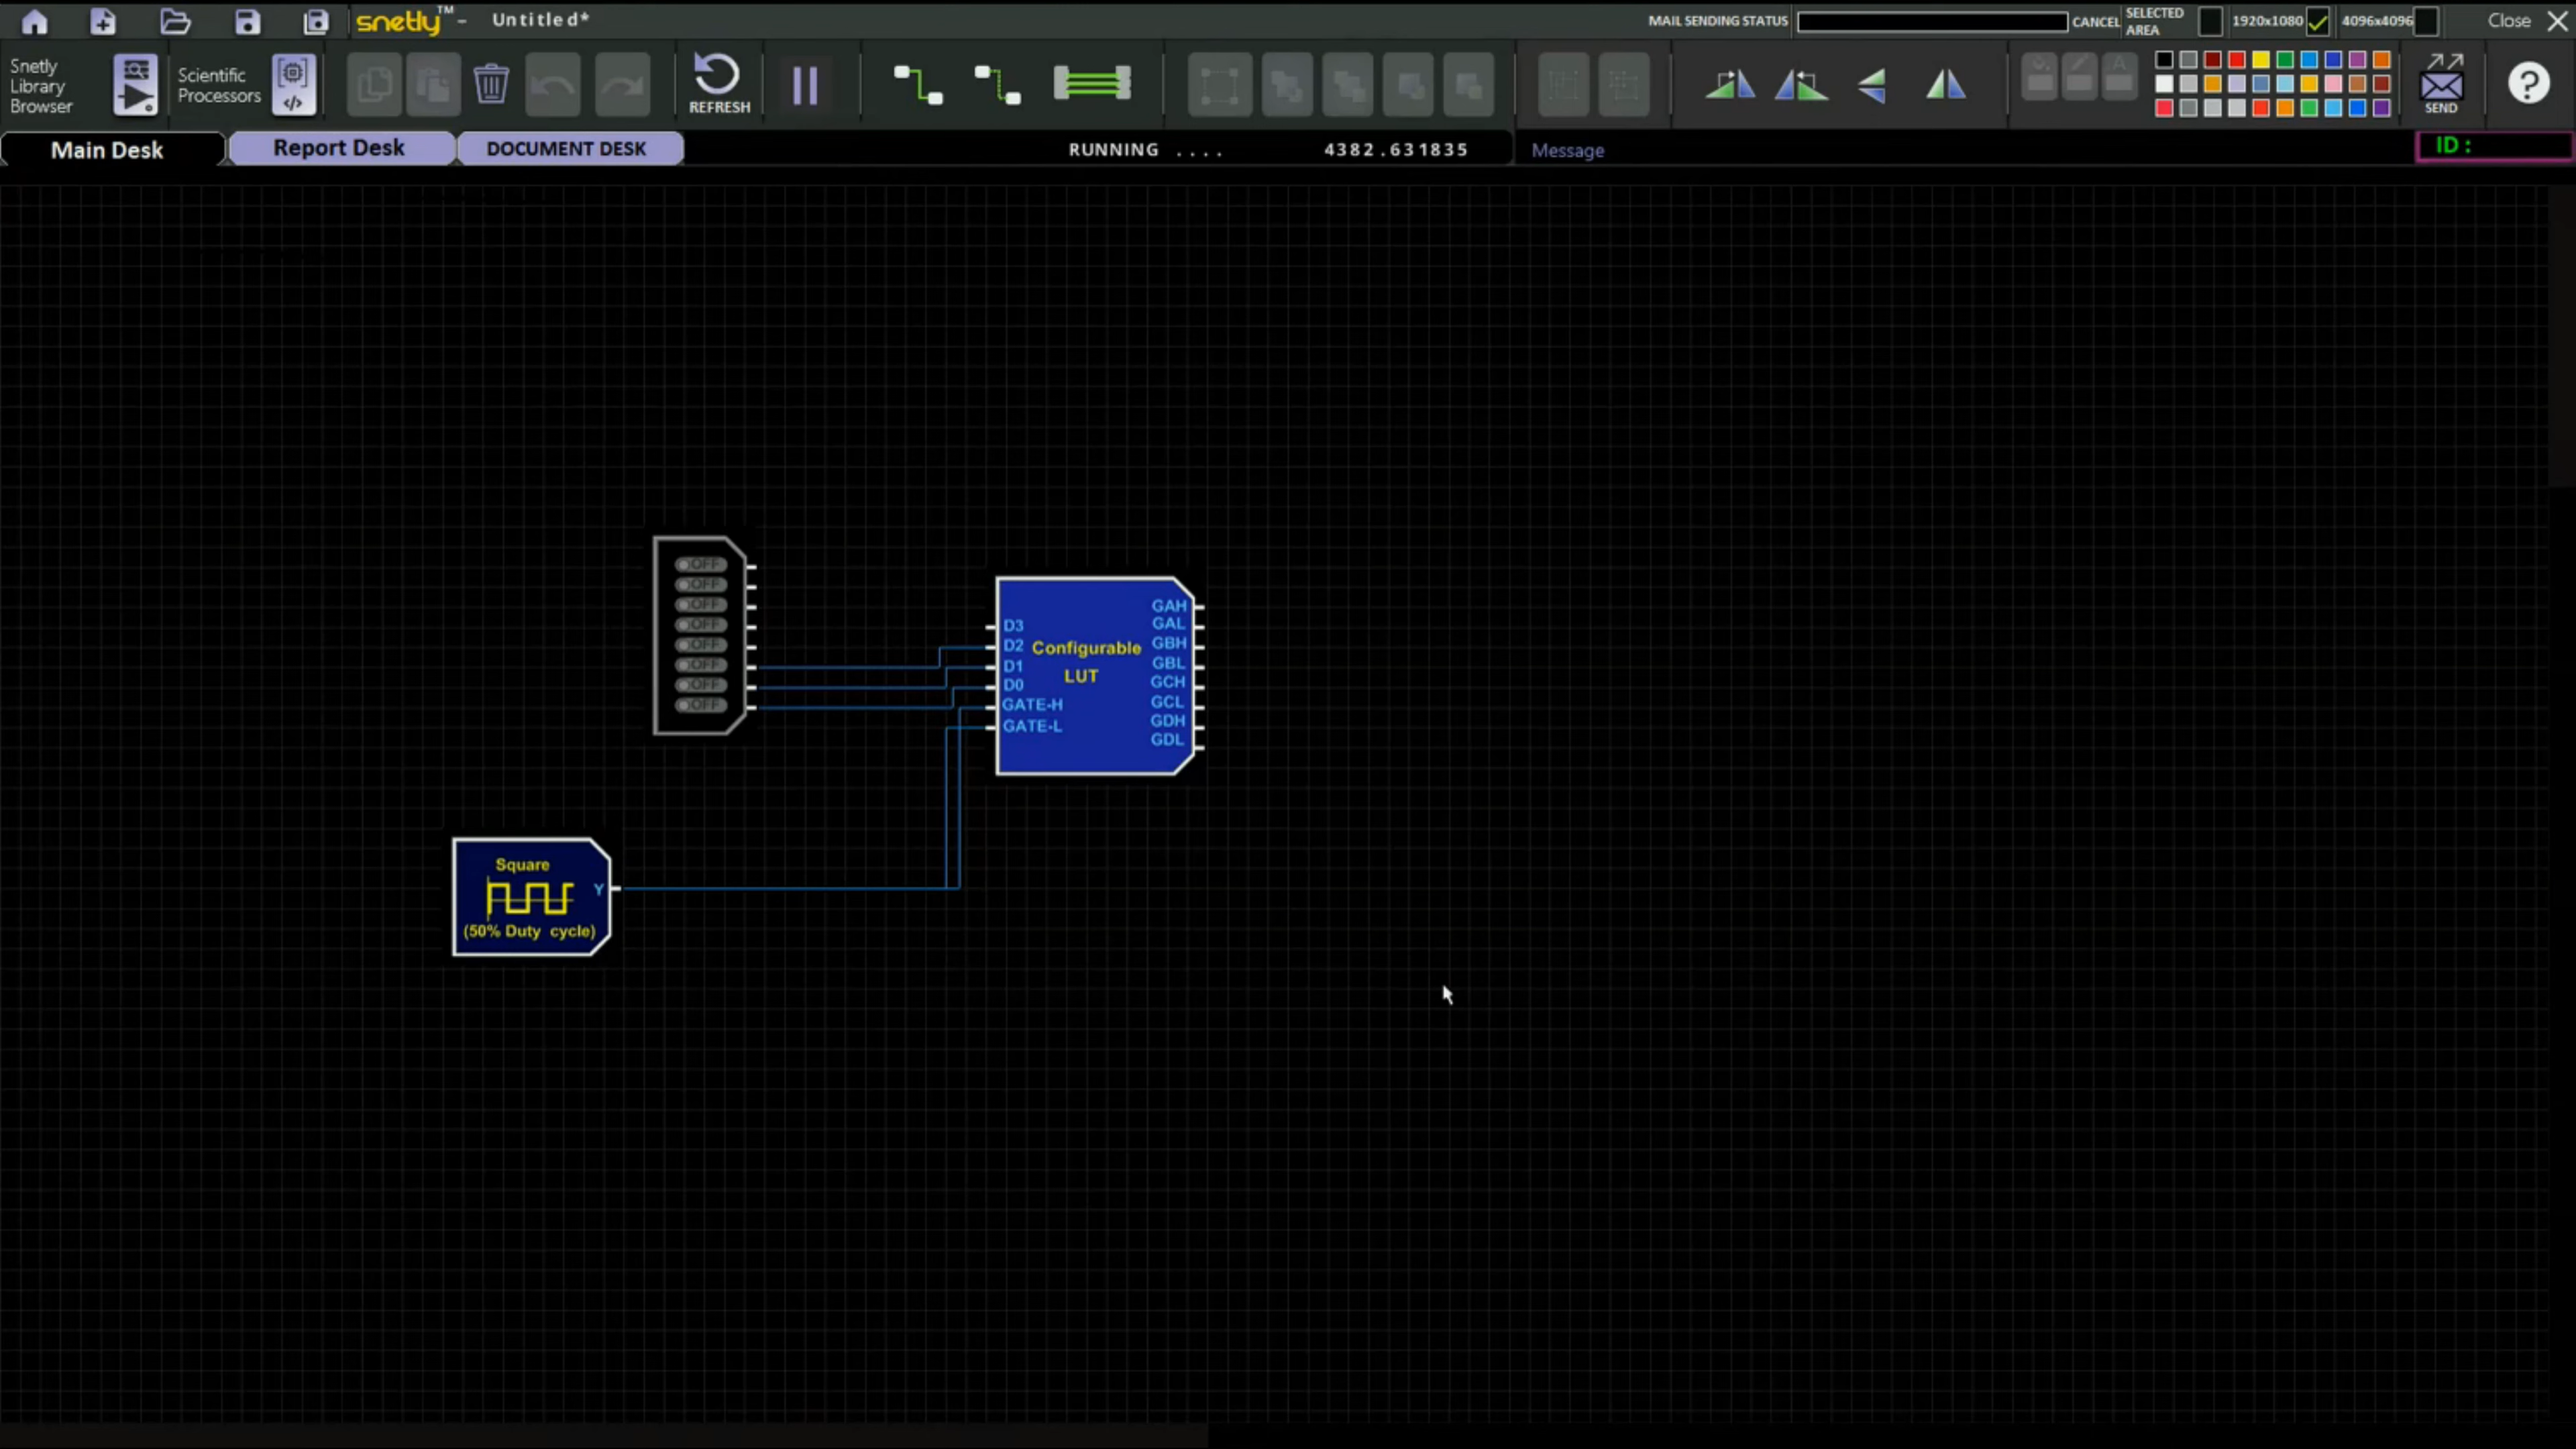 snetly™ - Untitled*
MAIL SENDING STATUS
CANCEL
SELECTED
AREA
1920x1080
4096x4096
Close
Snetly
Library
Browser
Scientific
Processors
REFRESH
SEND
?
Main Desk
Report Desk
DOCUMENT DESK
RUNNING ....
4382.631835
Message
ID :
OFF
OFF
OFF
OFF
OFF
OFF
OFF
OFF
D3
D2
D1
D0
GATE-H
GATE-L
Configurable
LUT
GAH
GAL
GBH
GBL
GCH
GCL
GDH
GDL
Square
Y
(50% Duty cycle)